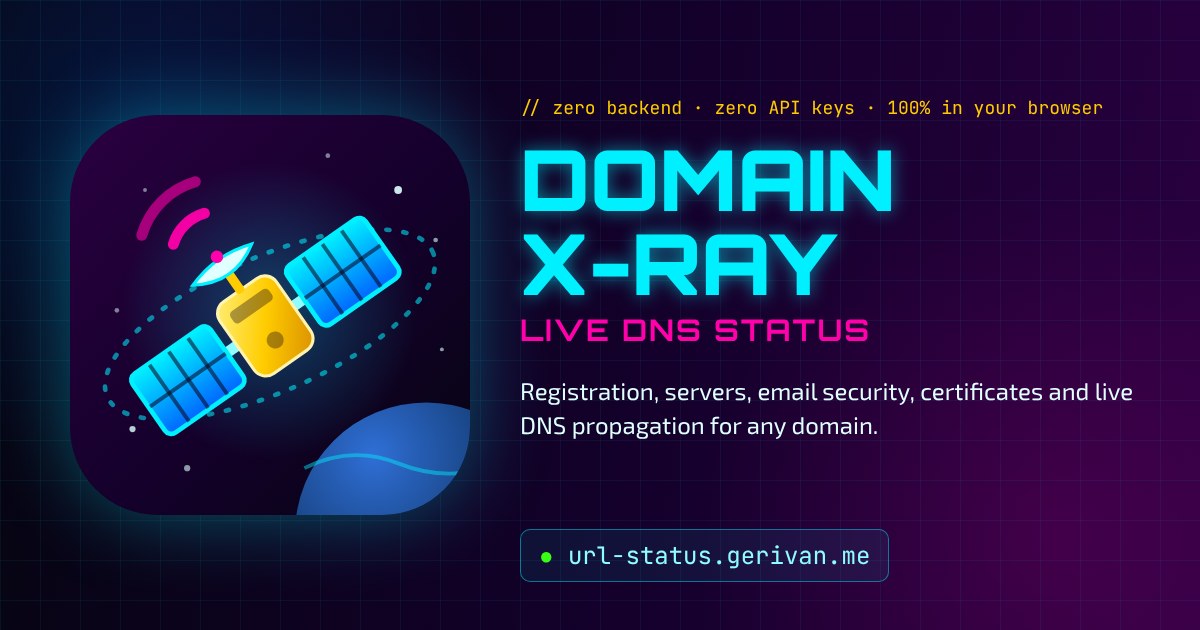 // zero backend · zero API keys · 100% in your browser
DOMAIN
X-RAY
LIVE DNS STATUS
Registration, servers, email security, certificates and live
DNS propagation for any domain.
url-status.gerivan.me